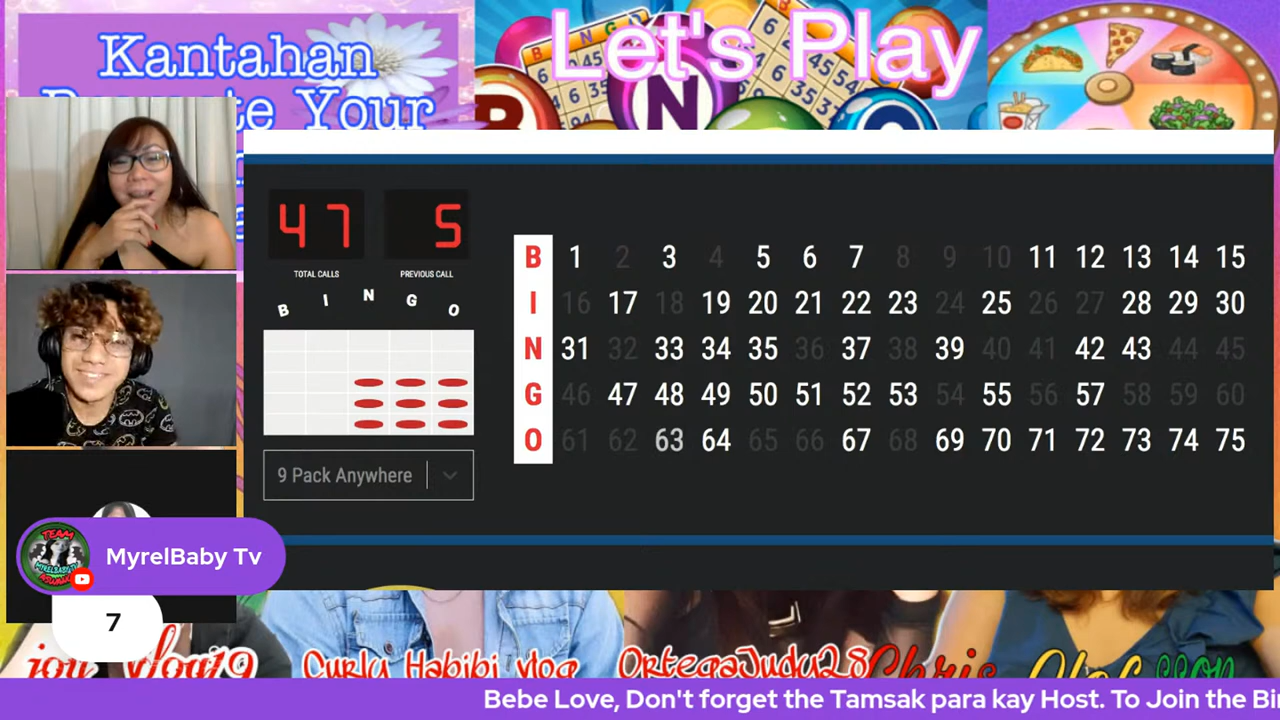 Kantahan
Let's Play
N
47
5
TOTAL CALLS
PREVIOUS CALL
B I N G O
9 Pack Anywhere
B 1 2 3 4 5 6 7 8 9 10 11 12 13 14 15
I 16 17 18 19 20 21 22 23 24 25 26 27 28 29 30
N 31 32 33 34 35 36 37 38 39 40 41 42 43 44 45
G 46 47 48 49 50 51 52 53 54 55 56 57 58 59 60
O 61 62 63 64 65 66 67 68 69 70 71 72 73 74 75
MyrelBaby Tv
7
Curly Habibi vlog
OrtegaJudy28
Chris
Bebe Love, Don't forget the Tamsak para kay Host. To Join the Bi